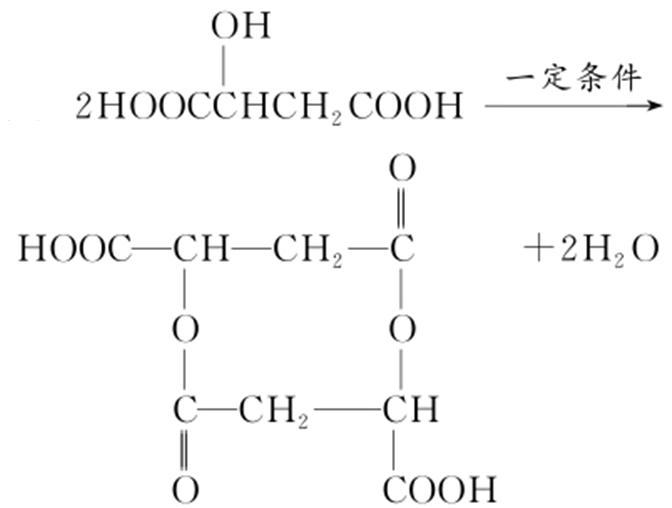 OH
2HOOCCHCH₂COOH 一定条件
O
HOOC—CH—CH₂—C +2H₂O
O O
C—CH₂—CH
O COOH